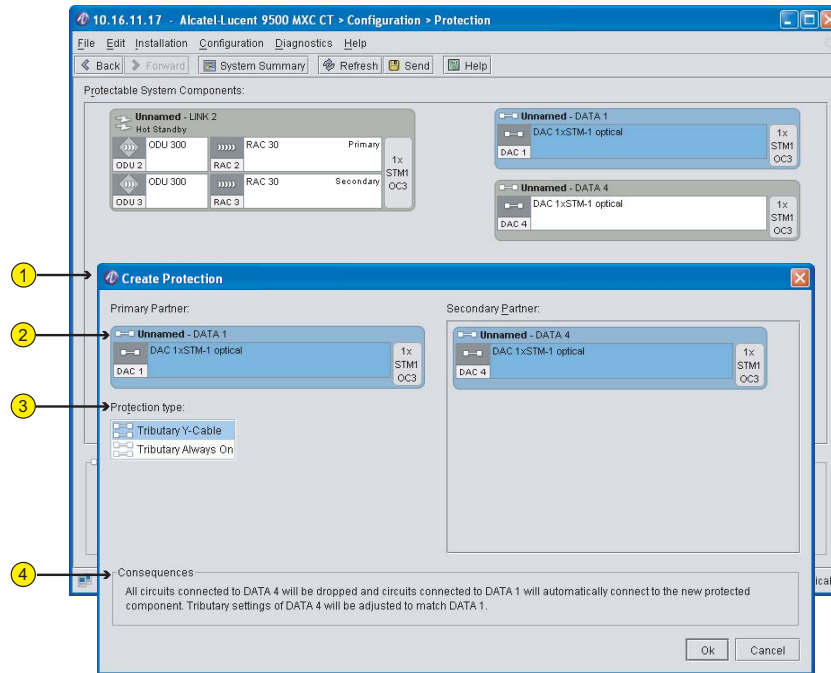 10.16.11.17 - Alcatel-Lucent 9500 MXC CT > Configuration > Protection
File Edit Installation Configuration Diagnostics Help
Back Forward System Summary Refresh Send Help
Protectable System Components:
Unnamed - LINK 2
Hot Standby
ODU 300 RAC 30 Primary
ODU 2 RAC 2
ODU 300 RAC 30 Secondary
ODU 3 RAC 3
1x
STM1
OC3
Unnamed - DATA 1
DAC 1xSTM-1 optical
DAC 1
1x
STM1
OC3
Unnamed - DATA 4
DAC 1xSTM-1 optical
DAC 4
1x
STM1
OC3
1
Create Protection
Primary Partner:
2
Unnamed - DATA 1
DAC 1xSTM-1 optical
DAC 1
1x
STM1
OC3
3
Protection type:
Tributary Y-Cable
Tributary Always On
Secondary Partner:
Unnamed - DATA 4
DAC 1xSTM-1 optical
DAC 4
1x
STM1
OC3
4
Consequences
All circuits connected to DATA 4 will be dropped and circuits connected to DATA 1 will automatically connect to the new protected
component. Tributary settings of DATA 4 will be adjusted to match DATA 1.
Ok Cancel